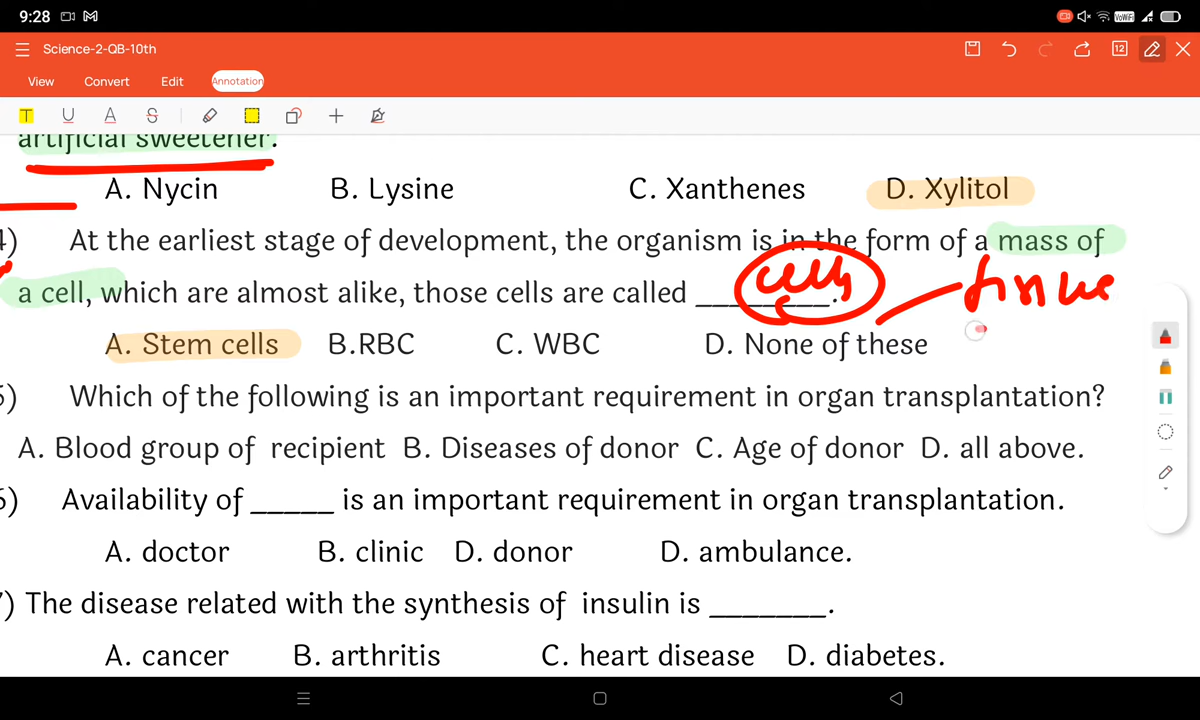 9:28 VoWiFi
Science-2-QB-10th 12
View Convert Edit Annotation
T U A S
artificial sweetener.
A. Nycin B. Lysine C. Xanthenes D. Xylitol
4) At the earliest stage of development, the organism is in the form of a mass of
cells tissue
a cell, which are almost alike, those cells are called ________.
A. Stem cells B.RBC C. WBC D. None of these
5) Which of the following is an important requirement in organ transplantation?
A. Blood group of recipient B. Diseases of donor C. Age of donor D. all above.
6) Availability of _____ is an important requirement in organ transplantation.
A. doctor B. clinic D. donor D. ambulance.
7) The disease related with the synthesis of insulin is _______.
A. cancer B. arthritis C. heart disease D. diabetes.